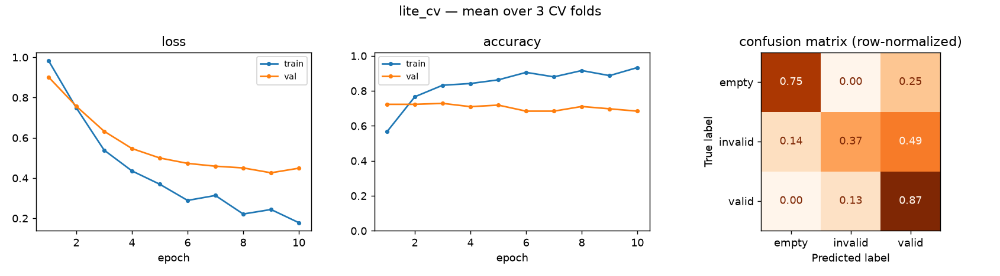 lite_cv — mean over 3 CV folds
loss
1.0
0.8
0.6
0.4
0.2
2 4 6 8 10
epoch
train
val
accuracy
1.0
0.8
0.6
0.4
0.2
0.0
2 4 6 8 10
epoch
train
val
confusion matrix (row-normalized)
True label
empty 0.75 0.00 0.25
invalid 0.14 0.37 0.49
valid 0.00 0.13 0.87
empty invalid valid
Predicted label